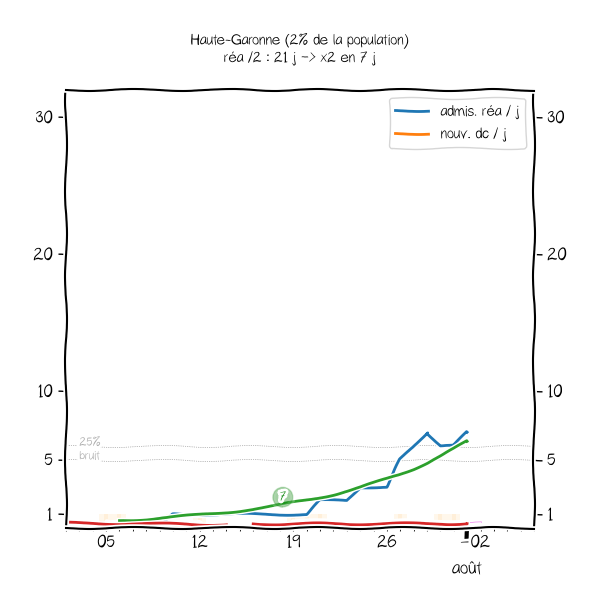 Haute-Garonne (2% de la population)
réa /2 : 21 j -> x2 en 7 j
admis. réa / j
nouv. dc / j
30
30
20
20
10
10
25%
bruit
5
5
7
1
1
05
12
19
26
02
août